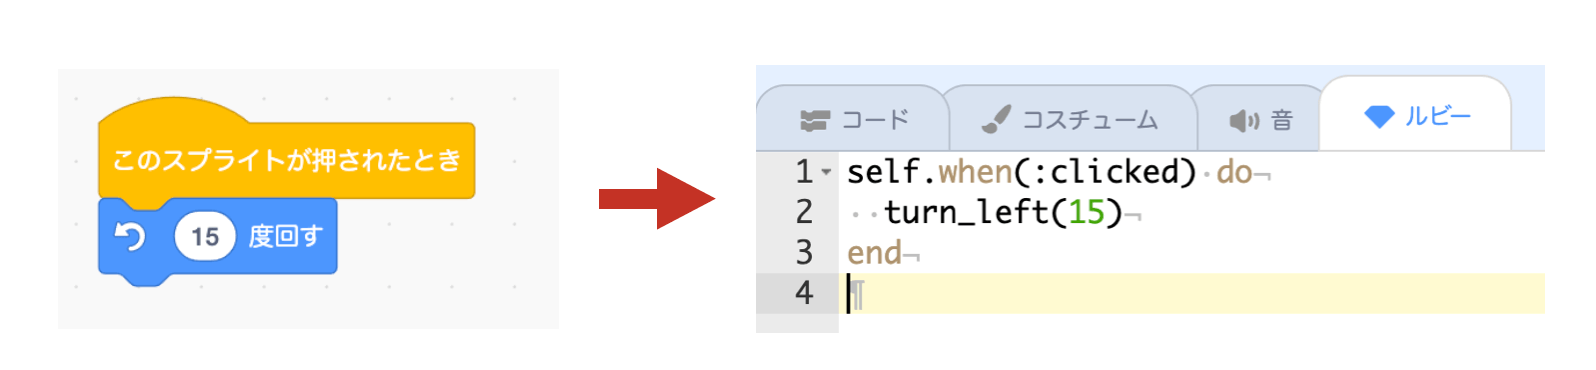 このスプライトが押されたとき
15 度回す
コード コスチューム 音 ルビー
1 self.when(:clicked) do
2 turn_left(15)
3 end
4